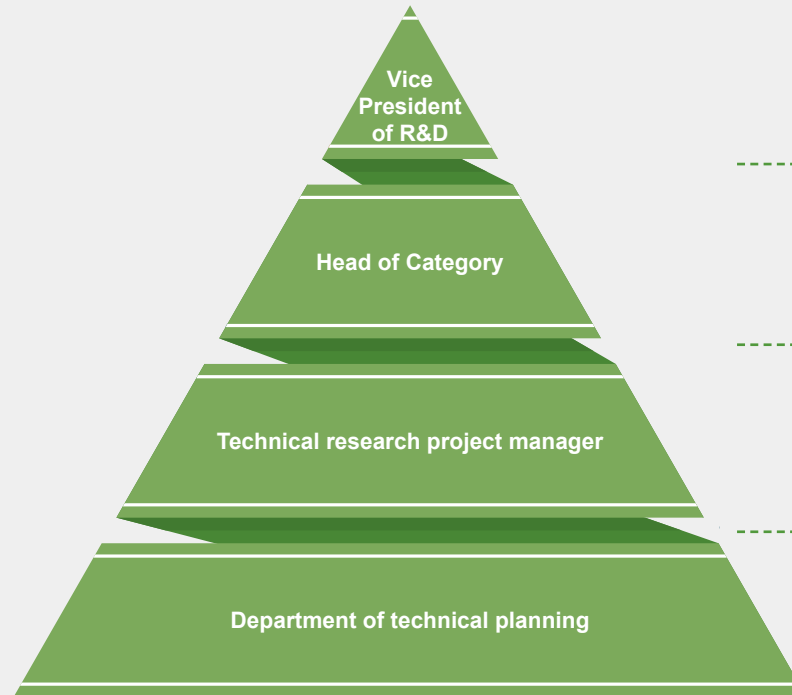 Vice
President
of R&D
Head of Category
Technical research project manager
Department of technical planning